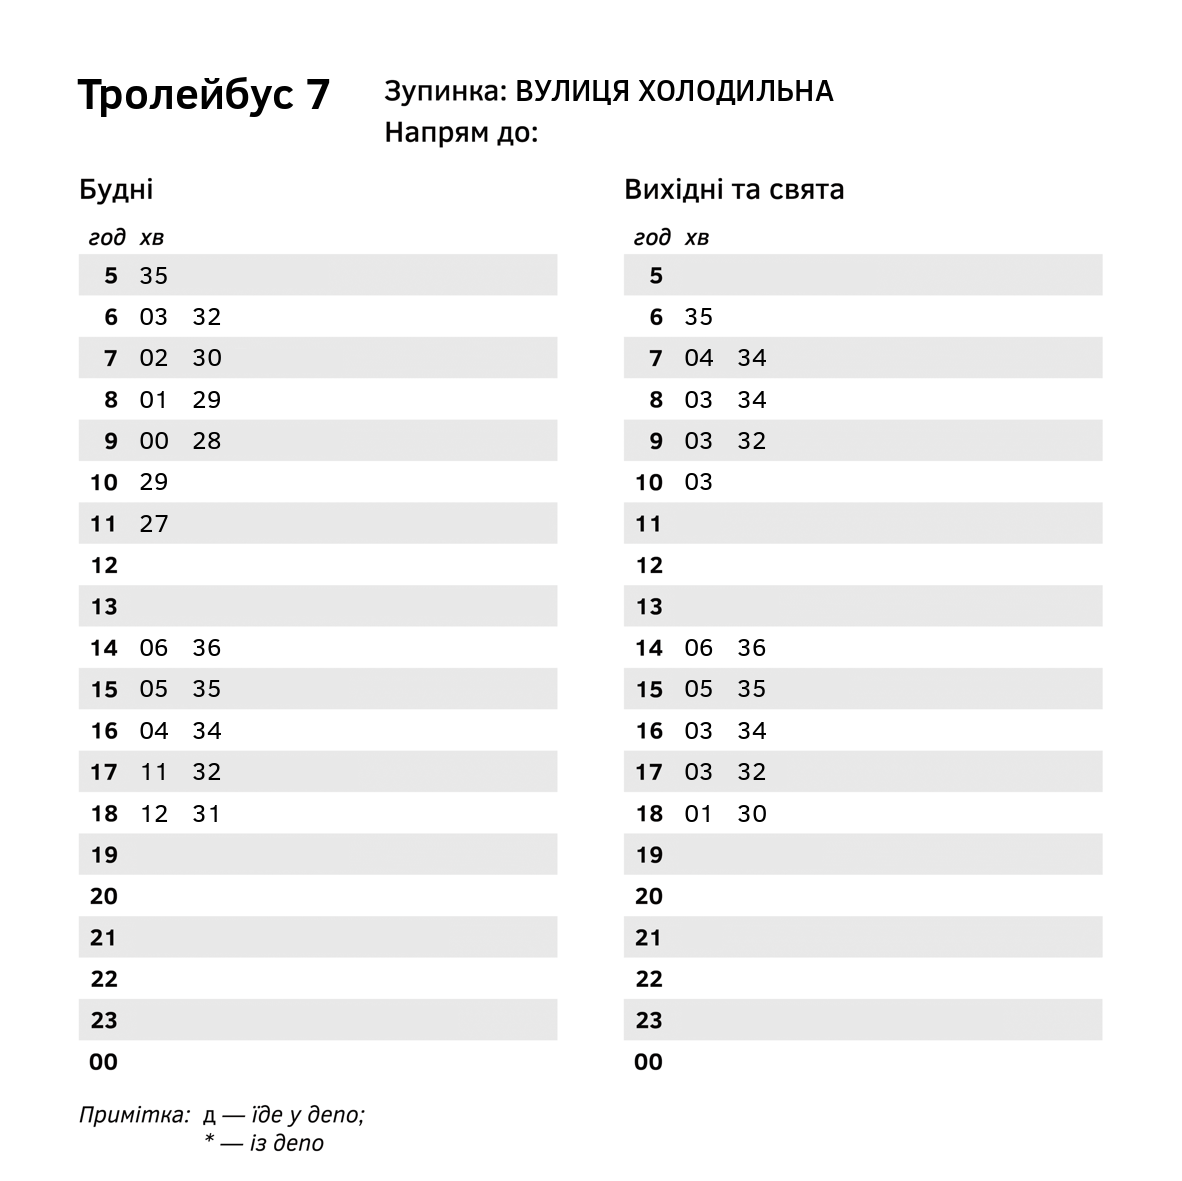 Тролейбус 7
Зупинка: ВУЛИЦЯ ХОЛОДИЛЬНА
Напрям до:
Будні
год хв
5 35
6 03 32
7 02 30
8 01 29
9 00 28
10 29
11 27
12
13
14 06 36
15 05 35
16 04 34
17 11 32
18 12 31
19
20
21
22
23
00
Вихідні та свята
год хв
5
6 35
7 04 34
8 03 34
9 03 32
10 03
11
12
13
14 06 36
15 05 35
16 03 34
17 03 32
18 01 30
19
20
21
22
23
00
Примітка: д — їде у депо;
* — із депо